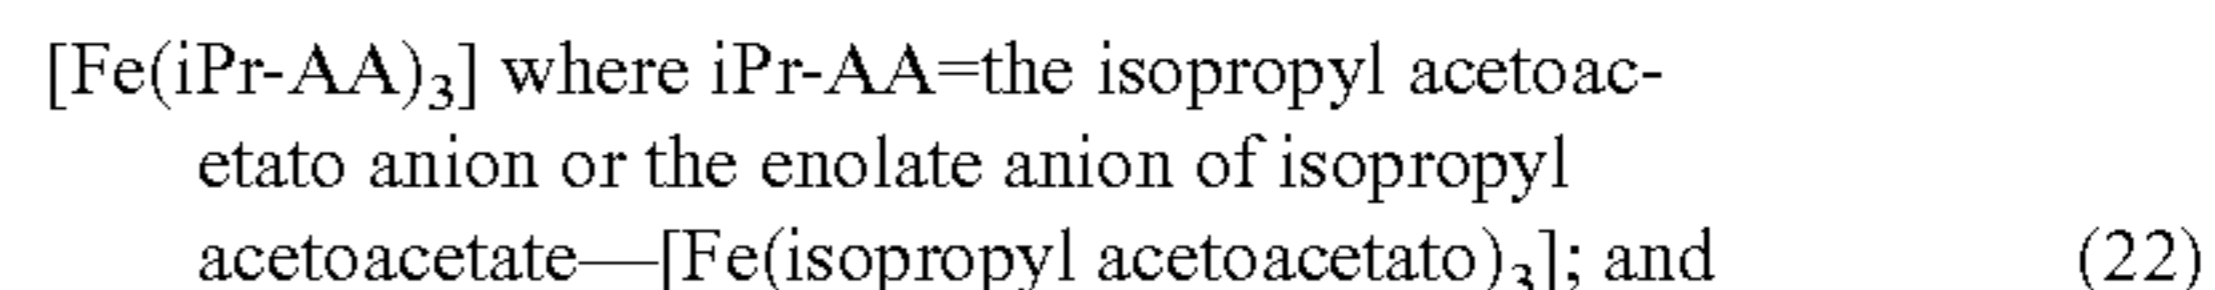 [Fe(iPr-AA)₃] where iPr-AA=the isopropyl acetoac-
etato anion or the enolate anion of isopropyl
acetoacetate—[Fe(isopropyl acetoacetato)₃]; and (22)